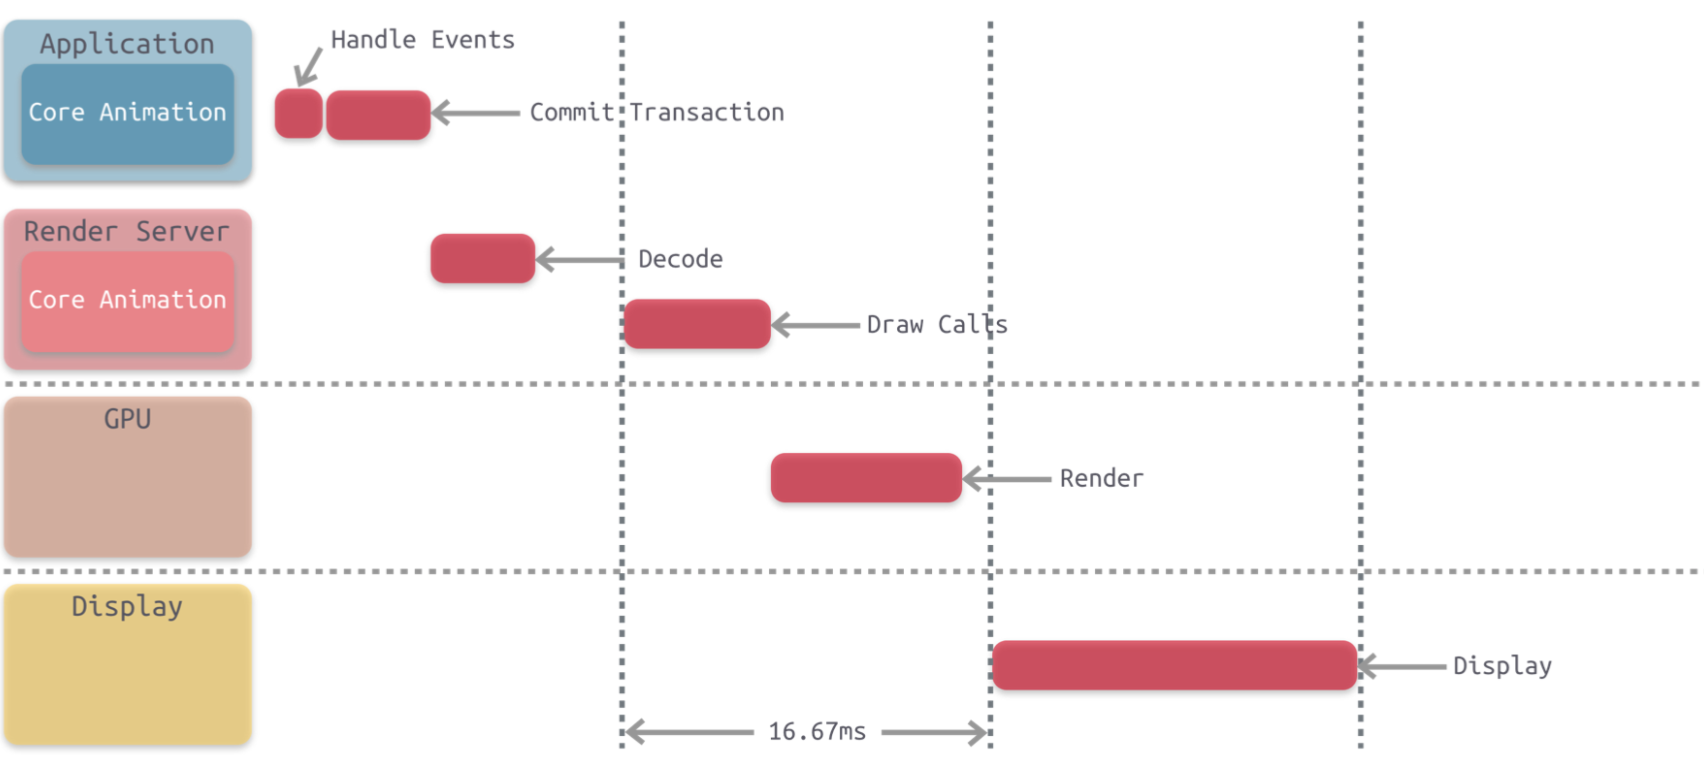 Application
Core Animation
Handle Events
Commit Transaction
Render Server
Core Animation
Decode
Draw Calls
GPU
Render
Display
Display
16.67ms